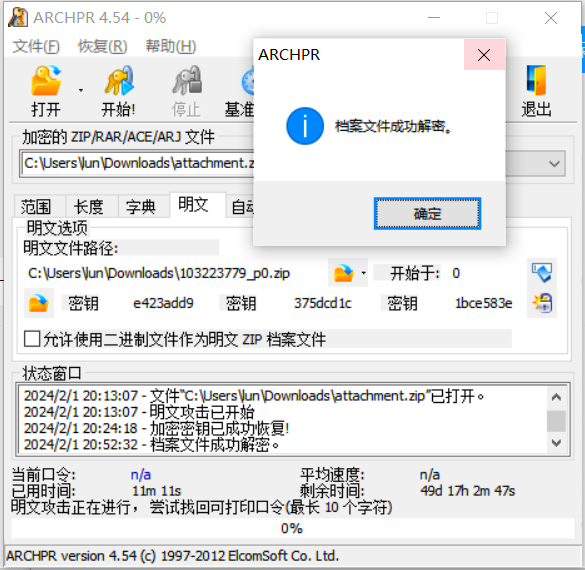 ARCHPR 4.54 - 0%
文件(F) 恢复(R) 帮助(H)
打开 开始! 停止 基准 退出
ARCHPR
档案文件成功解密。
确定
加密的 ZIP/RAR/ACE/ARJ 文件
C:\Users\lun\Downloads\attachment.z
范围 长度 字典 明文 自动
明文选项
明文文件路径:
C:\Users\lun\Downloads\103223779_p0.zip 开始于: 0
密钥 e423add9 密钥 375dcd1c 密钥 1bce583e
允许使用二进制文件作为明文 ZIP 档案文件
状态窗口
2024/2/1 20:13:07 - 文件“C:\Users\lun\Downloads\attachment.zip”已打开。
2024/2/1 20:13:07 - 明文攻击已开始
2024/2/1 20:24:18 - 加密密钥已成功恢复!
2024/2/1 20:52:32 - 档案文件成功解密。
当前口令: n/a 平均速度: n/a
已用时间: 11m 11s 剩余时间: 49d 17h 2m 47s
明文攻击正在进行，尝试找回可打印口令(最长 10 个字符)
0%
ARCHPR version 4.54 (c) 1997-2012 ElcomSoft Co. Ltd.